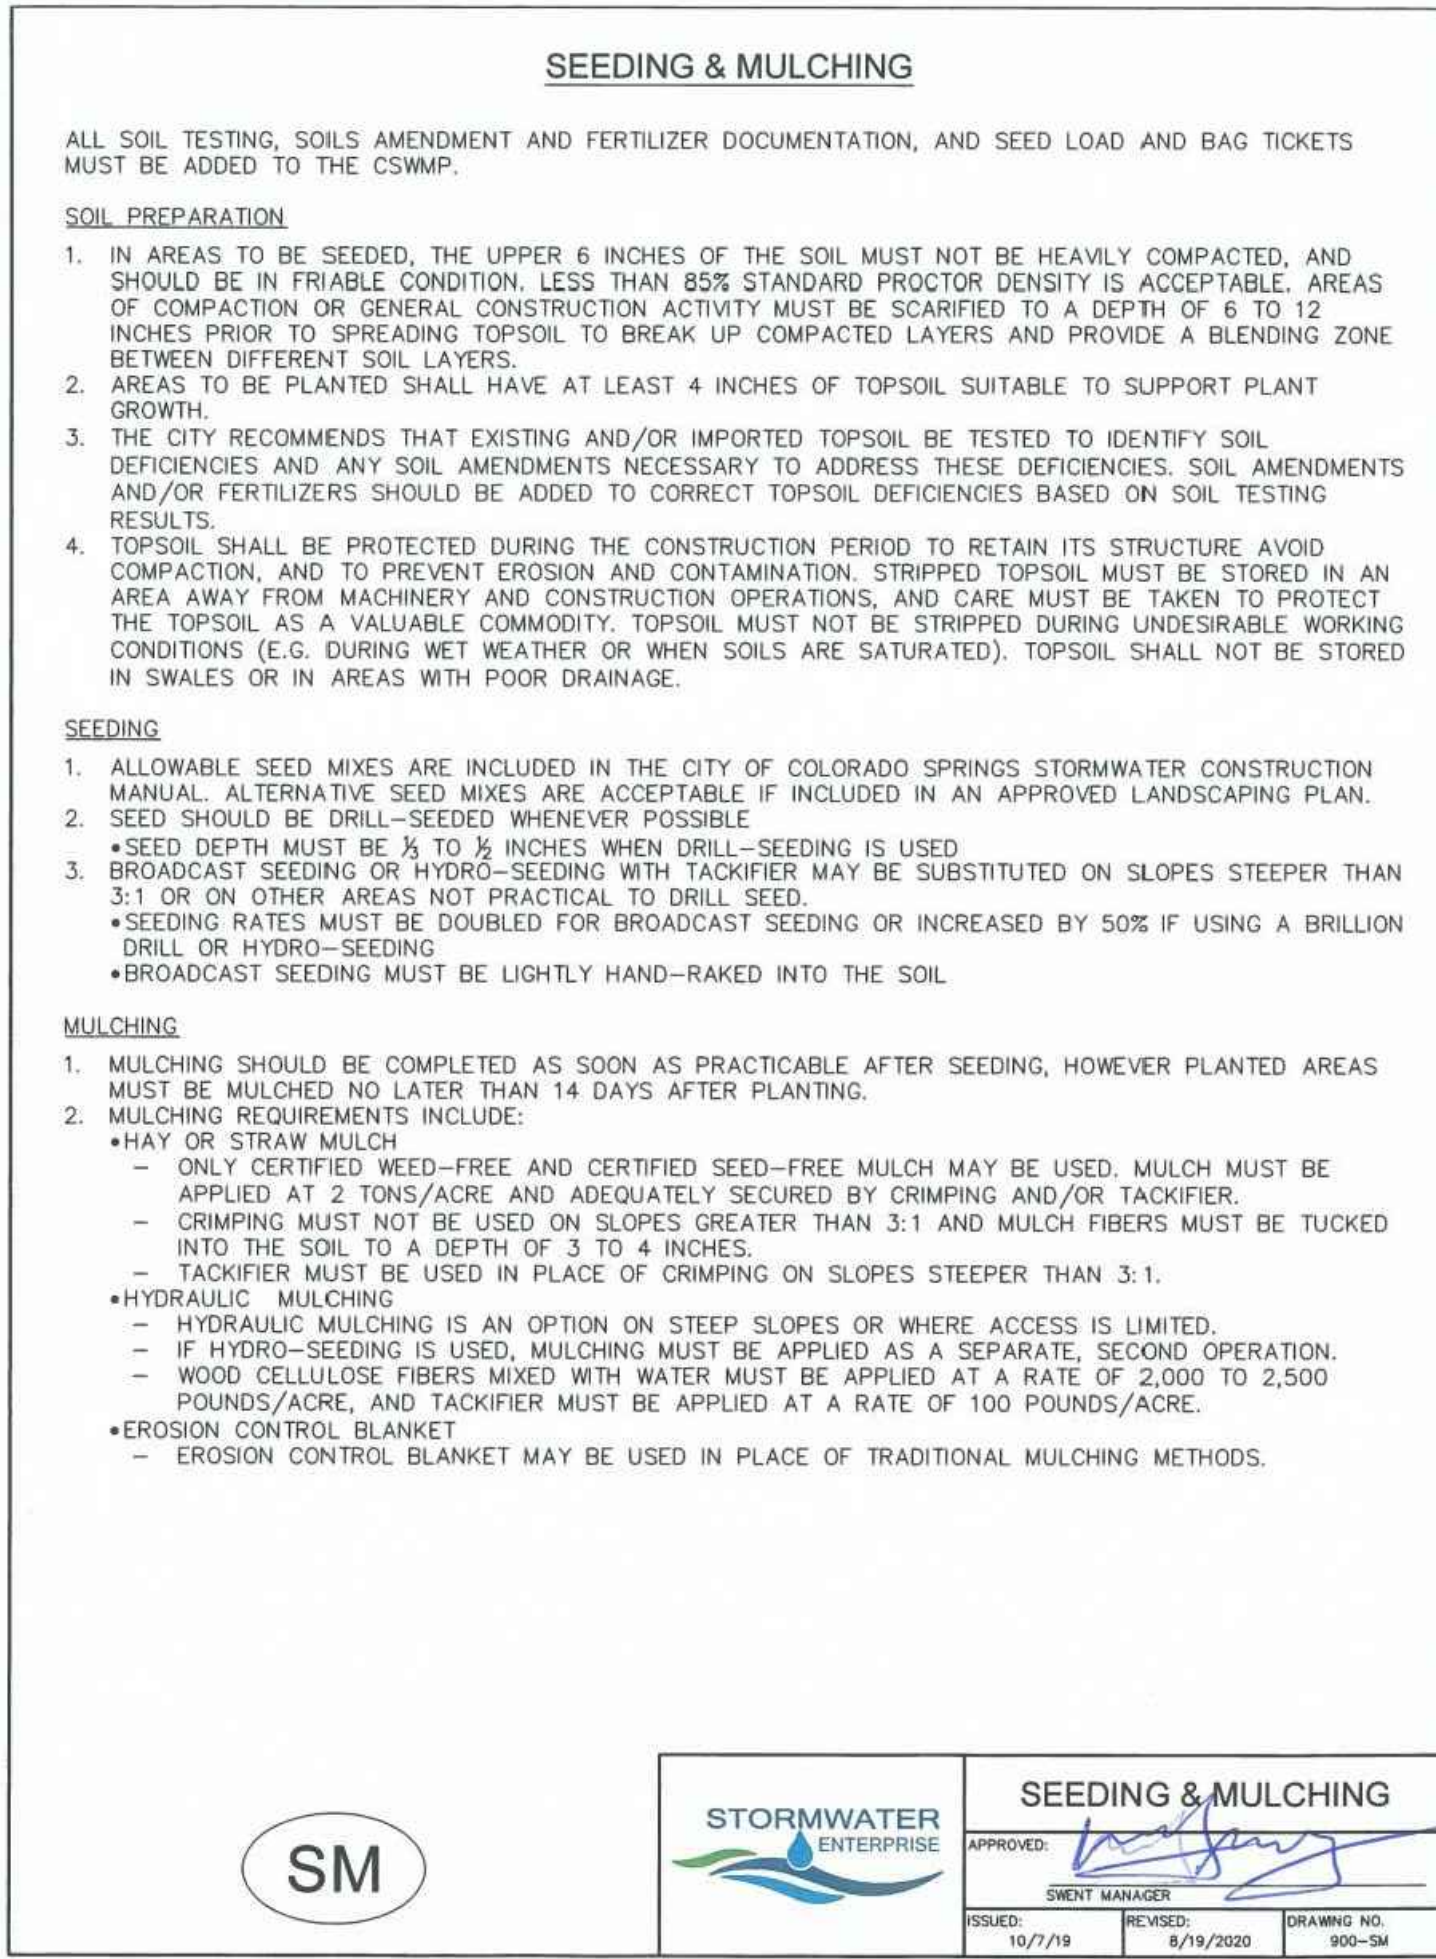 SEEDING & MULCHING
ALL SOIL TESTING, SOILS AMENDMENT AND FERTILIZER DOCUMENTATION, AND SEED LOAD AND BAG TICKETS
MUST BE ADDED TO THE CSWMP.
SOIL PREPARATION
1. IN AREAS TO BE SEEDED, THE UPPER 6 INCHES OF THE SOIL MUST NOT BE HEAVILY COMPACTED, AND
SHOULD BE IN FRIABLE CONDITION. LESS THAN 85% STANDARD PROCTOR DENSITY IS ACCEPTABLE. AREAS
OF COMPACTION OR GENERAL CONSTRUCTION ACTIVITY MUST BE SCARIFIED TO A DEPTH OF 6 TO 12
INCHES PRIOR TO SPREADING TOPSOIL TO BREAK UP COMPACTED LAYERS AND PROVIDE A BLENDING ZONE
BETWEEN DIFFERENT SOIL LAYERS.
2. AREAS TO BE PLANTED SHALL HAVE AT LEAST 4 INCHES OF TOPSOIL SUITABLE TO SUPPORT PLANT
GROWTH.
3. THE CITY RECOMMENDS THAT EXISTING AND/OR IMPORTED TOPSOIL BE TESTED TO IDENTIFY SOIL
DEFICIENCIES AND ANY SOIL AMENDMENTS NECESSARY TO ADDRESS THESE DEFICIENCIES. SOIL AMENDMENTS
AND/OR FERTILIZERS SHOULD BE ADDED TO CORRECT TOPSOIL DEFICIENCIES BASED ON SOIL TESTING
RESULTS.
4. TOPSOIL SHALL BE PROTECTED DURING THE CONSTRUCTION PERIOD TO RETAIN ITS STRUCTURE AVOID
COMPACTION, AND TO PREVENT EROSION AND CONTAMINATION. STRIPPED TOPSOIL MUST BE STORED IN AN
AREA AWAY FROM MACHINERY AND CONSTRUCTION OPERATIONS, AND CARE MUST BE TAKEN TO PROTECT
THE TOPSOIL AS A VALUABLE COMMODITY. TOPSOIL MUST NOT BE STRIPPED DURING UNDESIRABLE WORKING
CONDITIONS (E.G. DURING WET WEATHER OR WHEN SOILS ARE SATURATED). TOPSOIL SHALL NOT BE STORED
IN SWALES OR IN AREAS WITH POOR DRAINAGE.
SEEDING
1. ALLOWABLE SEED MIXES ARE INCLUDED IN THE CITY OF COLORADO SPRINGS STORMWATER CONSTRUCTION
MANUAL. ALTERNATIVE SEED MIXES ARE ACCEPTABLE IF INCLUDED IN AN APPROVED LANDSCAPING PLAN.
2. SEED SHOULD BE DRILL-SEEDED WHENEVER POSSIBLE
•SEED DEPTH MUST BE ⅓ TO ½ INCHES WHEN DRILL-SEEDING IS USED
3. BROADCAST SEEDING OR HYDRO-SEEDING WITH TACKIFIER MAY BE SUBSTITUTED ON SLOPES STEEPER THAN
3:1 OR ON OTHER AREAS NOT PRACTICAL TO DRILL SEED.
•SEEDING RATES MUST BE DOUBLED FOR BROADCAST SEEDING OR INCREASED BY 50% IF USING A BRILLION
DRILL OR HYDRO-SEEDING
•BROADCAST SEEDING MUST BE LIGHTLY HAND-RAKED INTO THE SOIL
MULCHING
1. MULCHING SHOULD BE COMPLETED AS SOON AS PRACTICABLE AFTER SEEDING, HOWEVER PLANTED AREAS
MUST BE MULCHED NO LATER THAN 14 DAYS AFTER PLANTING.
2. MULCHING REQUIREMENTS INCLUDE:
•HAY OR STRAW MULCH
- ONLY CERTIFIED WEED-FREE AND CERTIFIED SEED-FREE MULCH MAY BE USED. MULCH MUST BE
APPLIED AT 2 TONS/ACRE AND ADEQUATELY SECURED BY CRIMPING AND/OR TACKIFIER.
- CRIMPING MUST NOT BE USED ON SLOPES GREATER THAN 3:1 AND MULCH FIBERS MUST BE TUCKED
INTO THE SOIL TO A DEPTH OF 3 TO 4 INCHES.
- TACKIFIER MUST BE USED IN PLACE OF CRIMPING ON SLOPES STEEPER THAN 3:1.
•HYDRAULIC MULCHING
- HYDRAULIC MULCHING IS AN OPTION ON STEEP SLOPES OR WHERE ACCESS IS LIMITED.
- IF HYDRO-SEEDING IS USED, MULCHING MUST BE APPLIED AS A SEPARATE, SECOND OPERATION.
- WOOD CELLULOSE FIBERS MIXED WITH WATER MUST BE APPLIED AT A RATE OF 2,000 TO 2,500
POUNDS/ACRE, AND TACKIFIER MUST BE APPLIED AT A RATE OF 100 POUNDS/ACRE.
•EROSION CONTROL BLANKET
- EROSION CONTROL BLANKET MAY BE USED IN PLACE OF TRADITIONAL MULCHING METHODS.
SM
STORMWATER
ENTERPRISE
SEEDING & MULCHING
APPROVED:
SWENT MANAGER
ISSUED:
10/7/19
REVISED:
8/19/2020
DRAWING NO.
900-SM